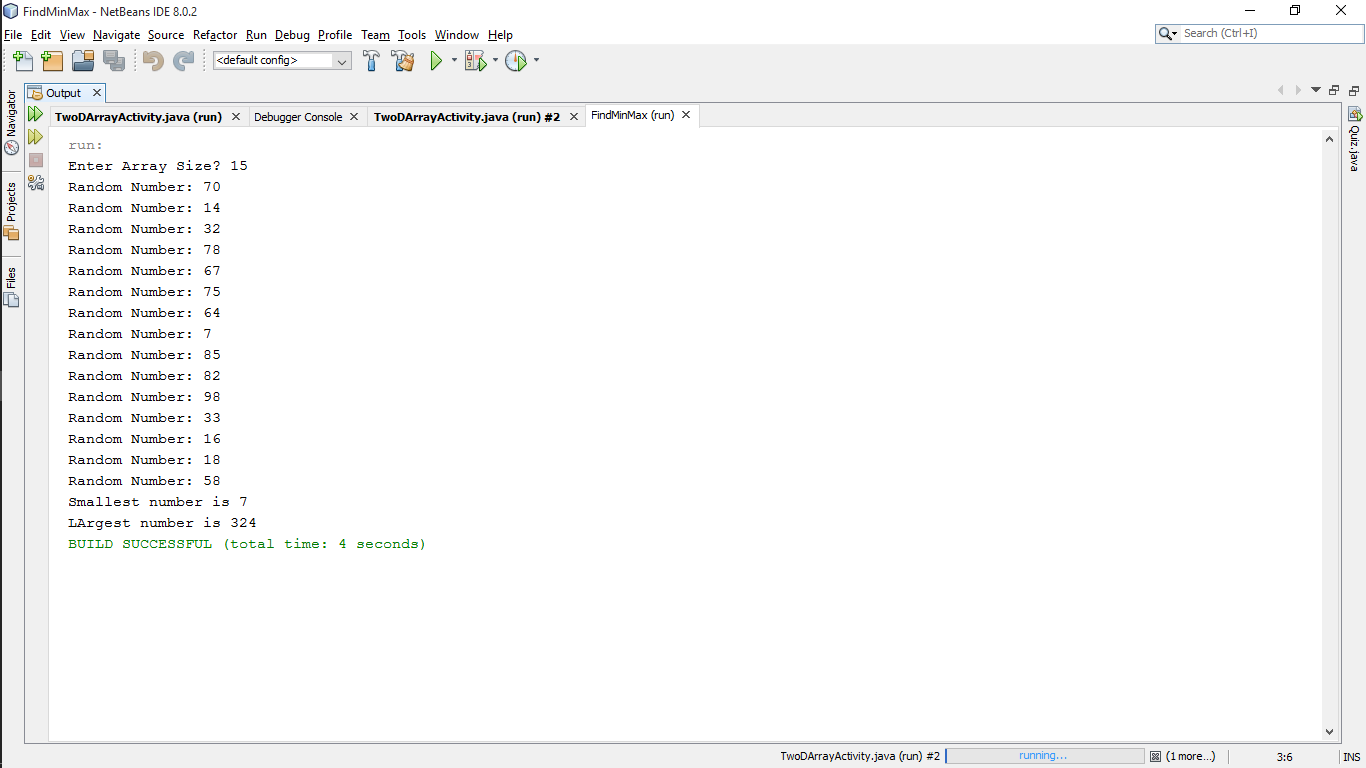 FindMinMax - NetBeans IDE 8.0.2
File Edit View Navigate Source Refactor Run Debug Profile Team Tools Window Help
Search (Ctrl+I)
<default config>
Output
Navigator
Projects
Files
TwoDArrayActivity.java (run) Debugger Console TwoDArrayActivity.java (run) #2 FindMinMax (run)
Quiz.java
run:
Enter Array Size? 15
Random Number: 70
Random Number: 14
Random Number: 32
Random Number: 78
Random Number: 67
Random Number: 75
Random Number: 64
Random Number: 7
Random Number: 85
Random Number: 82
Random Number: 98
Random Number: 33
Random Number: 16
Random Number: 18
Random Number: 58
Smallest number is 7
LArgest number is 324
BUILD SUCCESSFUL (total time: 4 seconds)
TwoDArrayActivity.java (run) #2 running... (1 more...) 3:6 INS